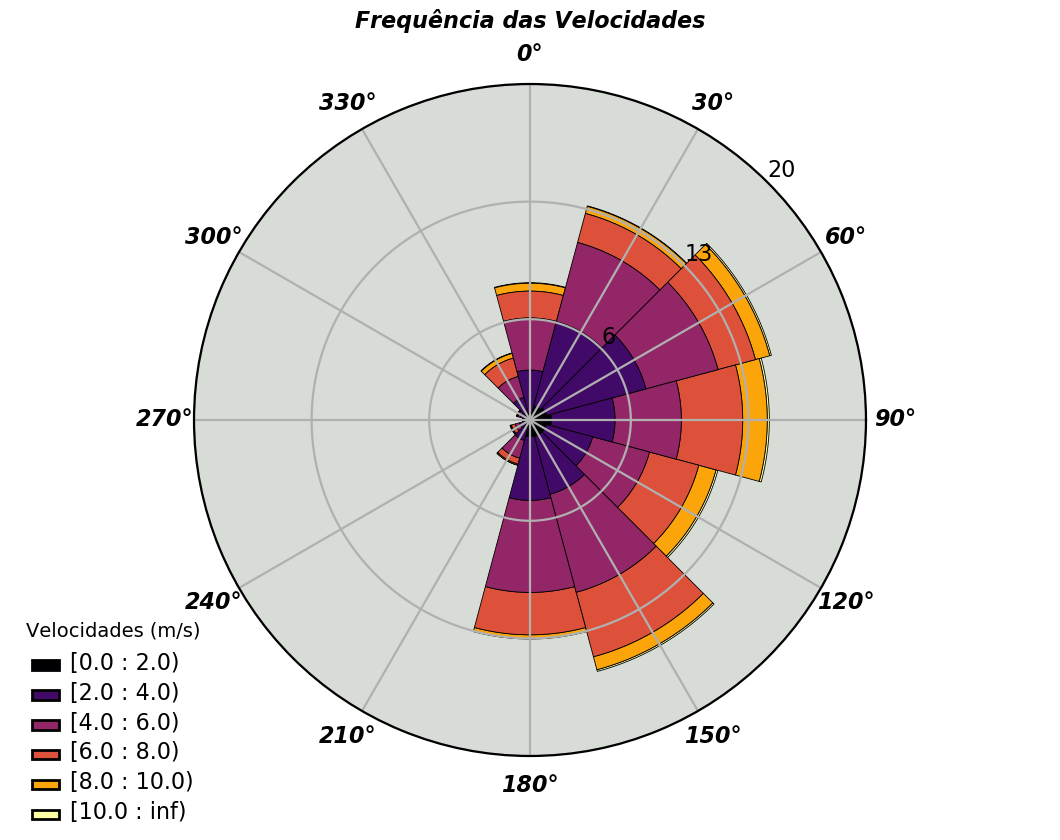 Frequência das Velocidades
0°
330°
30°
20
300°
60°
13
6
270°
90°
240°
120°
210°
150°
180°
Velocidades (m/s)
[0.0 : 2.0)
[2.0 : 4.0)
[4.0 : 6.0)
[6.0 : 8.0)
[8.0 : 10.0)
[10.0 : inf)